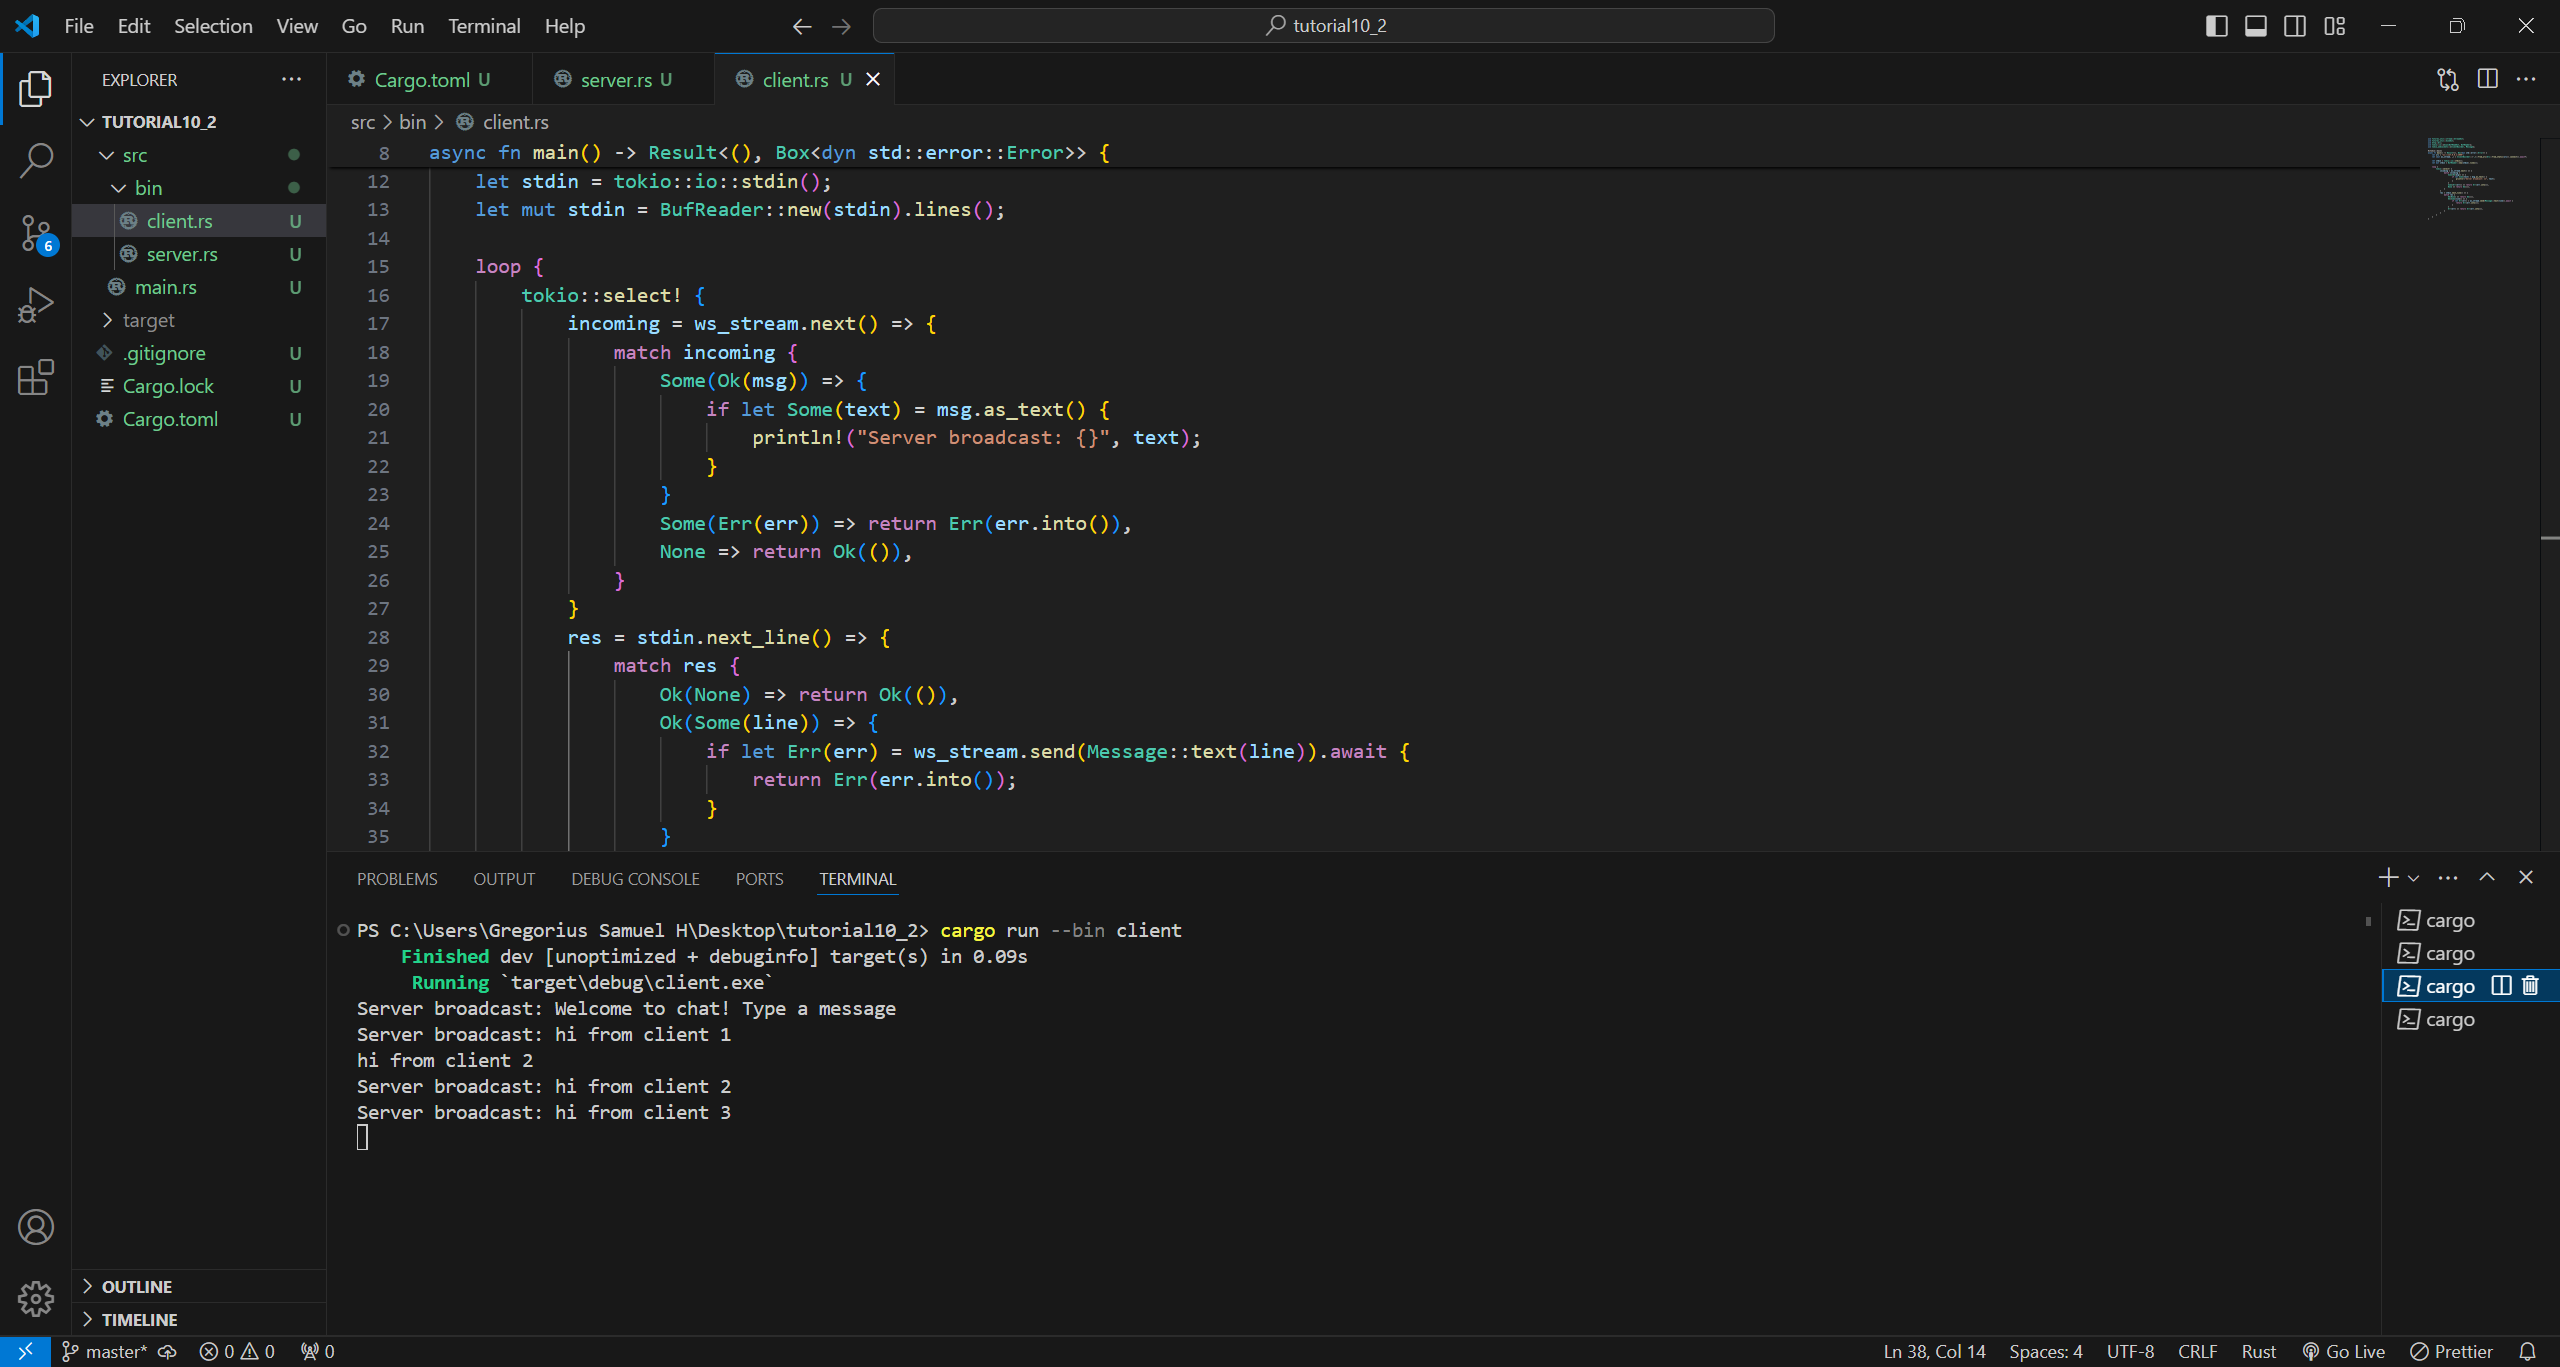 File Edit Selection View Go Run Terminal Help
tutorial10_2
EXPLORER
TUTORIAL10_2
src
bin
client.rs U
server.rs U
main.rs U
target
.gitignore U
Cargo.lock U
Cargo.toml U
OUTLINE
TIMELINE
6
Cargo.toml U
server.rs U
client.rs U
src > bin > client.rs
8 async fn main() -> Result<(), Box<dyn std::error::Error>> {
12 let stdin = tokio::io::stdin();
13 let mut stdin = BufReader::new(stdin).lines();
14
15 loop {
16 tokio::select! {
17 incoming = ws_stream.next() => {
18 match incoming {
19 Some(Ok(msg)) => {
20 if let Some(text) = msg.as_text() {
21 println!("Server broadcast: {}", text);
22 }
23 }
24 Some(Err(err)) => return Err(err.into()),
25 None => return Ok(()),
26 }
27 }
28 res = stdin.next_line() => {
29 match res {
30 Ok(None) => return Ok(()),
31 Ok(Some(line)) => {
32 if let Err(err) = ws_stream.send(Message::text(line)).await {
33 return Err(err.into());
34 }
35 }
PROBLEMS OUTPUT DEBUG CONSOLE PORTS TERMINAL
PS C:\Users\Gregorius Samuel H\Desktop\tutorial10_2> cargo run --bin client
Finished dev [unoptimized + debuginfo] target(s) in 0.09s
Running `target\debug\client.exe`
Server broadcast: Welcome to chat! Type a message
Server broadcast: hi from client 1
hi from client 2
Server broadcast: hi from client 2
Server broadcast: hi from client 3
cargo
cargo
cargo
cargo
master* 0 0 0
Ln 38, Col 14 Spaces: 4 UTF-8 CRLF Rust Go Live Prettier